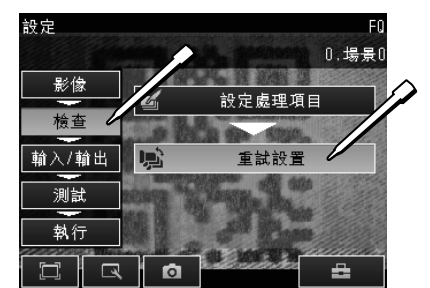 設定 FQ
0.場景0
影像
檢查
輸入/輸出
測試
執行
設定處理項目
重試設置